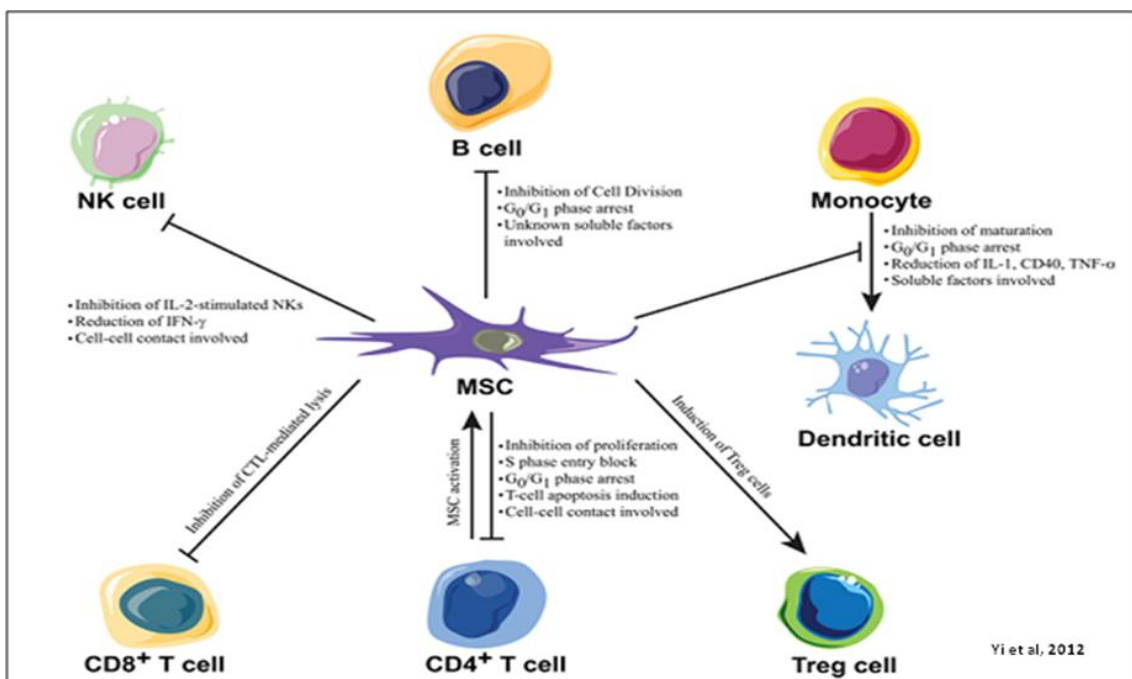 B cell
NK cell
Monocyte
•Inhibition of Cell Division
•G0/G1 phase arrest
•Unknown soluble factors
involved
•Inhibition of maturation
•G0/G1 phase arrest
•Reduction of IL-1, CD40, TNF-α
•Soluble factors involved
•Inhibition of IL-2-stimulated NKs
•Reduction of IFN-γ
•Cell-cell contact involved
MSC
Dendritic cell
Inhibition of CTL-mediated lysis
MSC activation
•Inhibition of proliferation
•S phase entry block
•G0/G1 phase arrest
•T-cell apoptosis induction
•Cell-cell contact involved
Induction of Treg cells
CD8+ T cell
CD4+ T cell
Treg cell
Yi et al, 2012